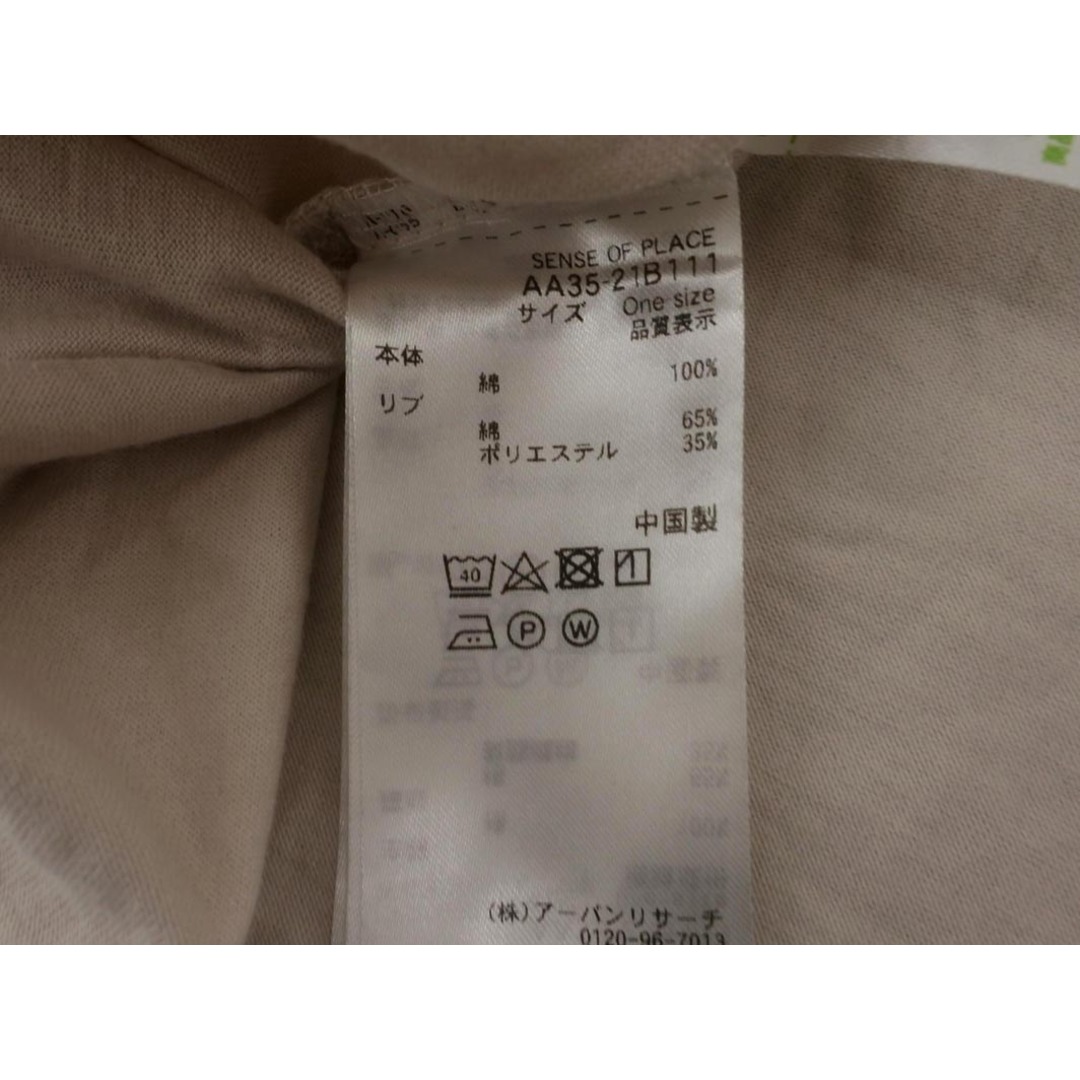 SENSE OF PLACE
AA35-21B111
サイズ One size
品質表示
本体
綿 100%
リブ
綿 65%
ポリエステル 35%
中国製
40
P W
(株)アーバンリサーチ
0120-96-7013